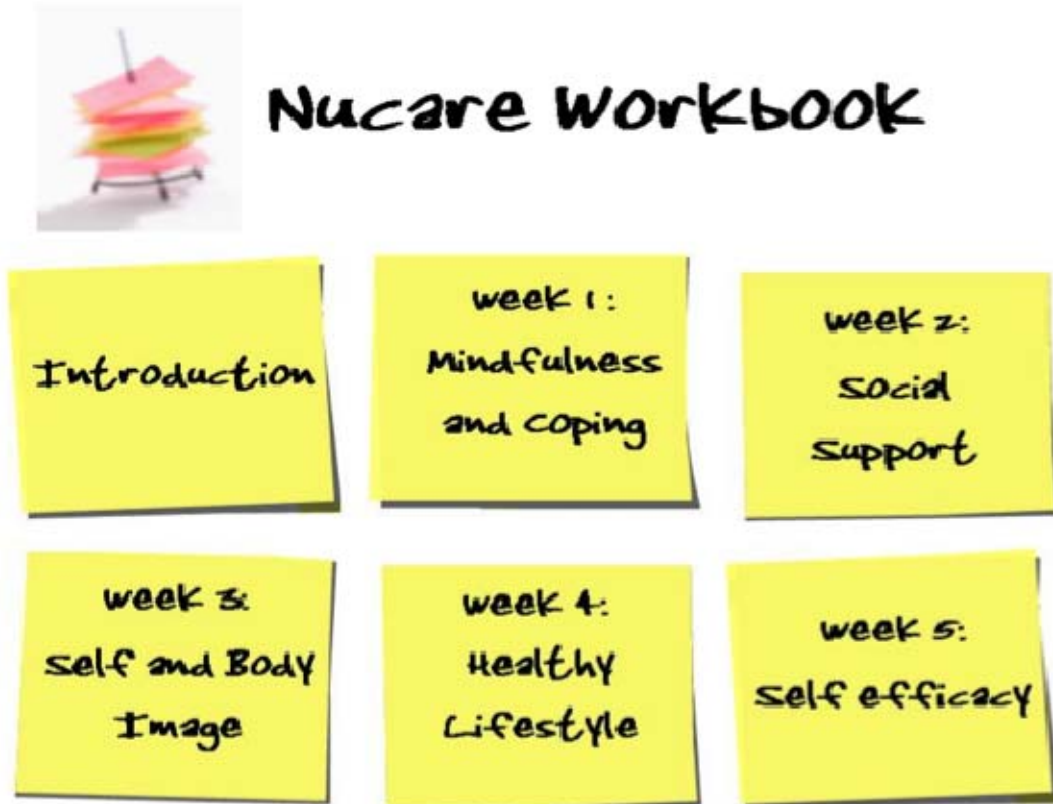 Nucare Workbook
Introduction
Week 1:
Mindfulness
and Coping
Week 2:
Social
Support
Week 3:
Self and Body
Image
Week 4:
Healthy
Lifestyle
Week 5:
Self efficacy